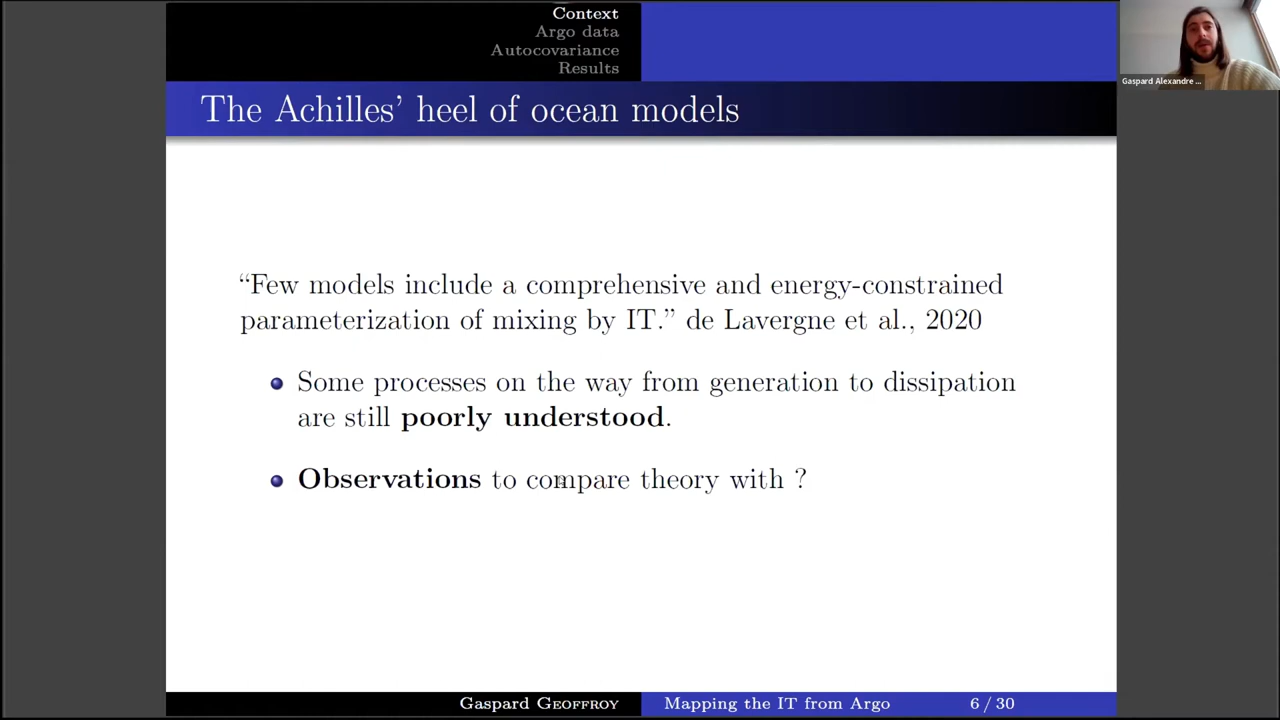 Context
Argo data
Autocovariance
Results
Gaspard Alexandre ...
The Achilles' heel of ocean models
“Few models include a comprehensive and energy-constrained
parameterization of mixing by IT.” de Lavergne et al., 2020
Some processes on the way from generation to dissipation
are still poorly understood.
Observations to compare theory with ?
Gaspard Geoffroy Mapping the IT from Argo 6 / 30